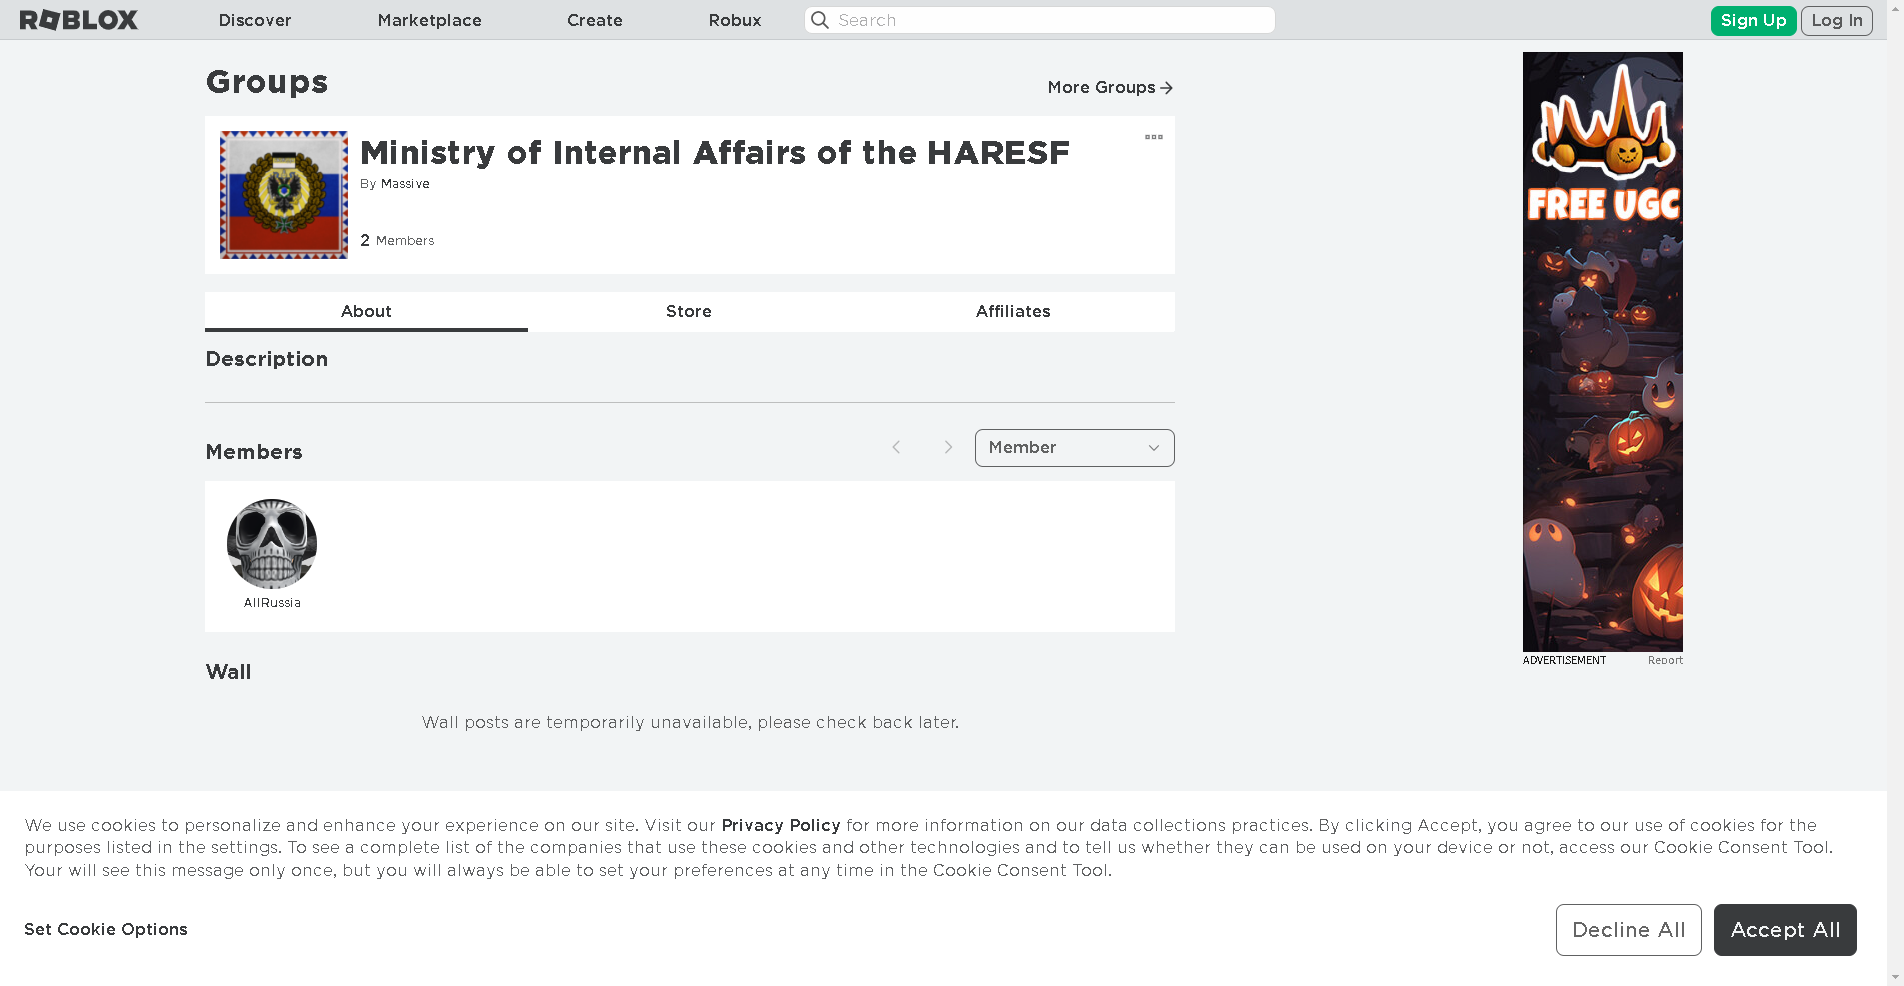 ROBLOX
Discover
Marketplace
Create
Robux
Search
Sign Up
Log In
Groups
More Groups
Ministry of Internal Affairs of the HARESF
By Massive
2 Members
About
Store
Affiliates
Description
Members
Member
AllRussia
Wall
Wall posts are temporarily unavailable, please check back later.
FREE UGC
ADVERTISEMENT
Report
We use cookies to personalize and enhance your experience on our site. Visit our Privacy Policy for more information on our data collections practices. By clicking Accept, you agree to our use of cookies for the
purposes listed in the settings. To see a complete list of the companies that use these cookies and other technologies and to tell us whether they can be used on your device or not, access our Cookie Consent Tool.
Your will see this message only once, but you will always be able to set your preferences at any time in the Cookie Consent Tool.
Set Cookie Options
Decline All
Accept All